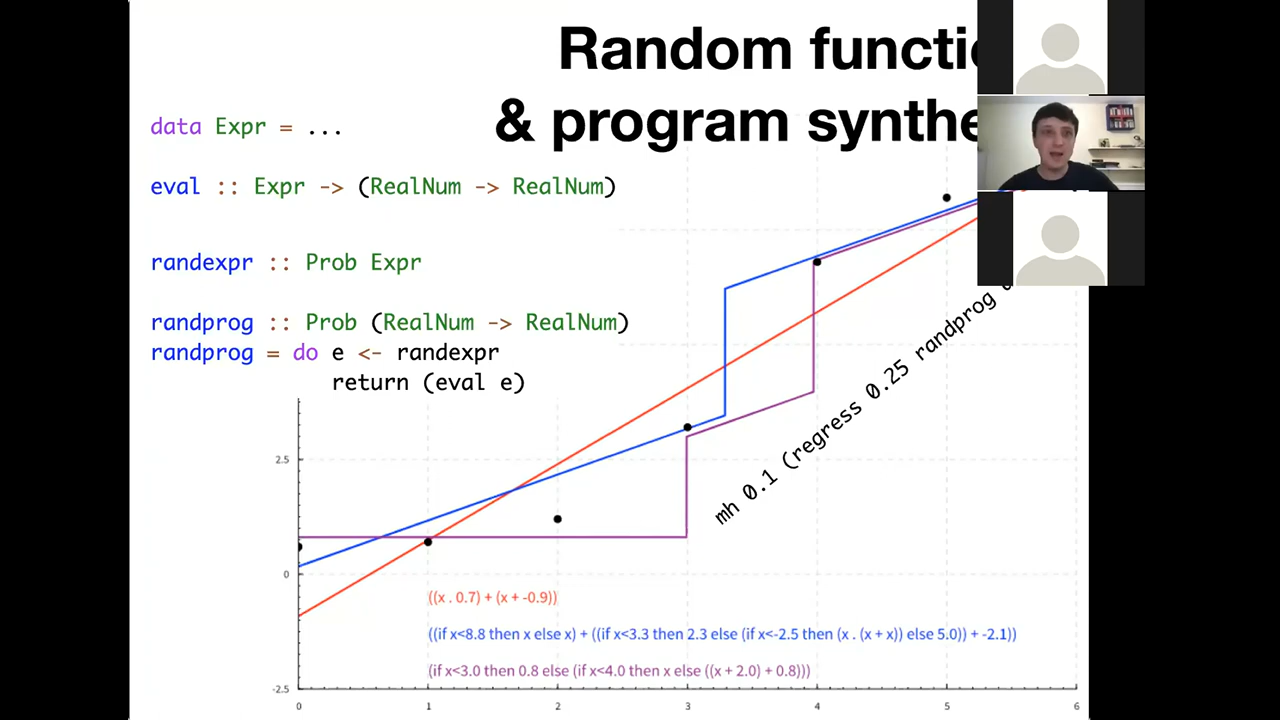 Random functi
& program synthe
data Expr = ...
eval :: Expr -> (RealNum -> RealNum)
randexpr :: Prob Expr
randprog :: Prob (RealNum -> RealNum)
randprog = do e <- randexpr
return (eval e)
mh 0.1 (regress 0.25 randprog
2.5
0
-2.5
((x . 0.7) + (x + -0.9))
((if x<8.8 then x else x) + ((if x<3.3 then 2.3 else (if x<-2.5 then (x . (x + x)) else 5.0)) + -2.1))
(if x<3.0 then 0.8 else (if x<4.0 then x else ((x + 2.0) + 0.8)))
0 1 2 3 4 5 6